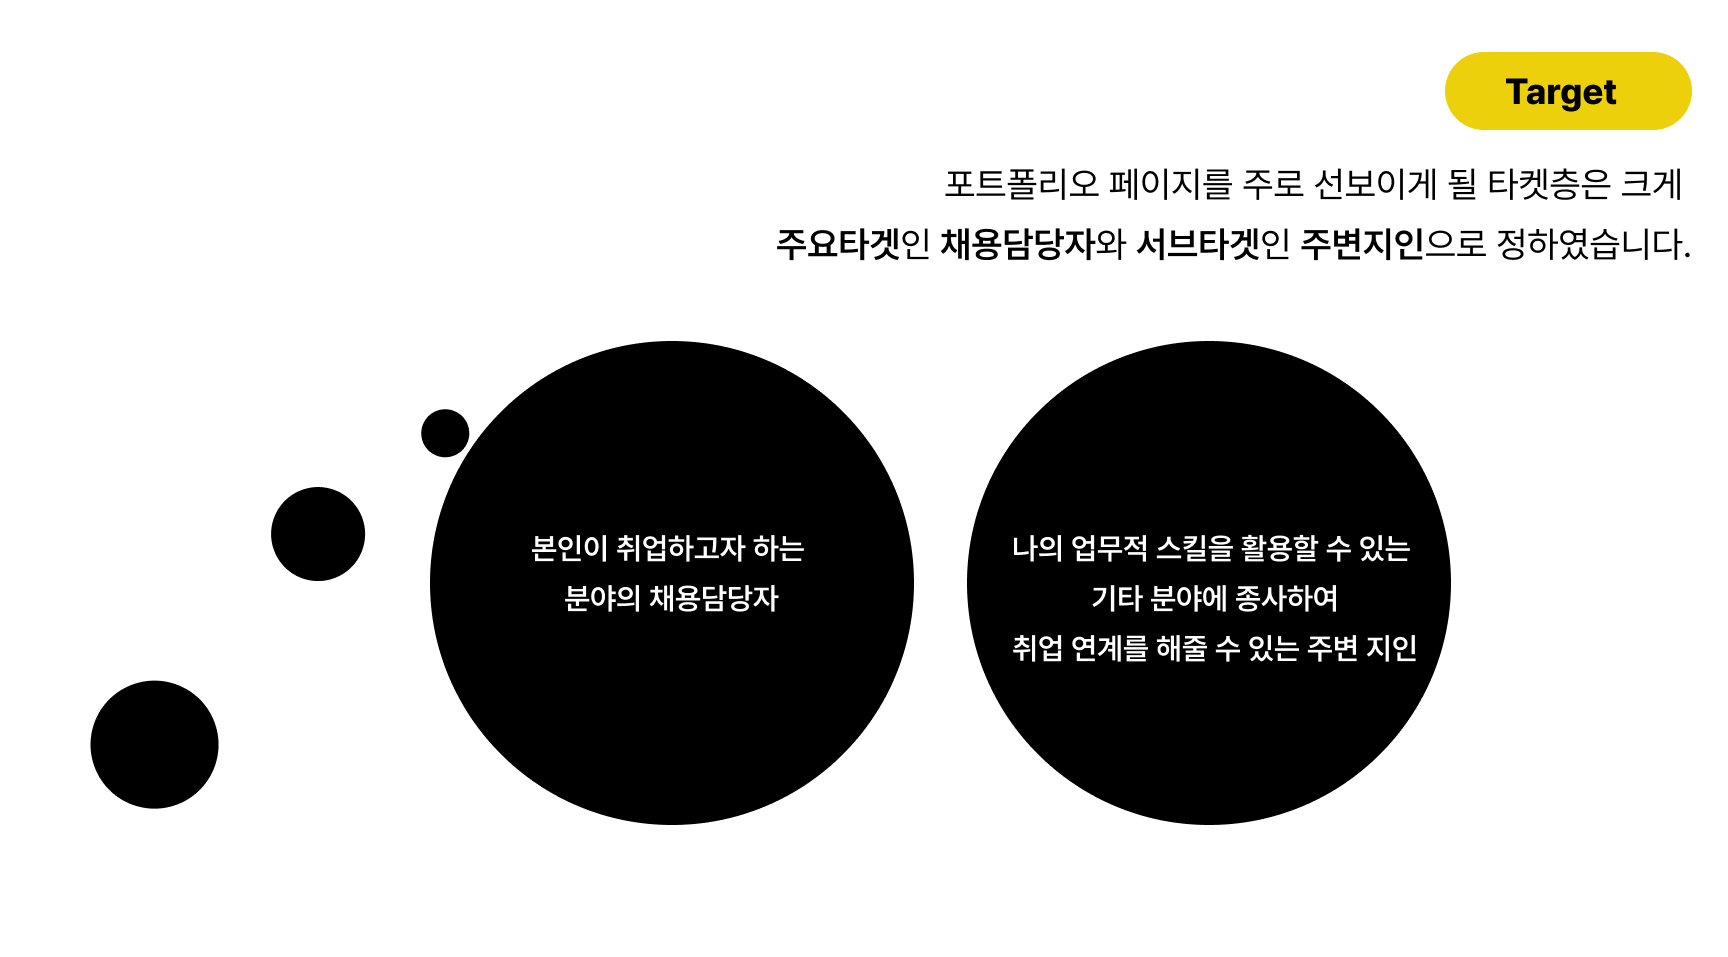 Target
포트폴리오 페이지를 주로 선보이게 될 타켓층은 크게
주요타겟인 채용담당자와 서브타겟인 주변지인으로 정하였습니다.
본인이 취업하고자 하는
분야의 채용담당자
나의 업무적 스킬을 활용할 수 있는
기타 분야에 종사하여
취업 연계를 해줄 수 있는 주변 지인